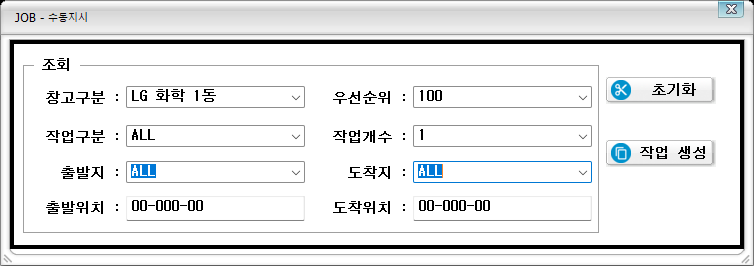 JOB - 수동지시
조회
창고구분 : LG 화학 1동 우선순위 : 100
작업구분 : ALL 작업개수 : 1
출발지 : ALL 도착지 : ALL
출발위치 : 00-000-00 도착위치 : 00-000-00
초기화
작업 생성